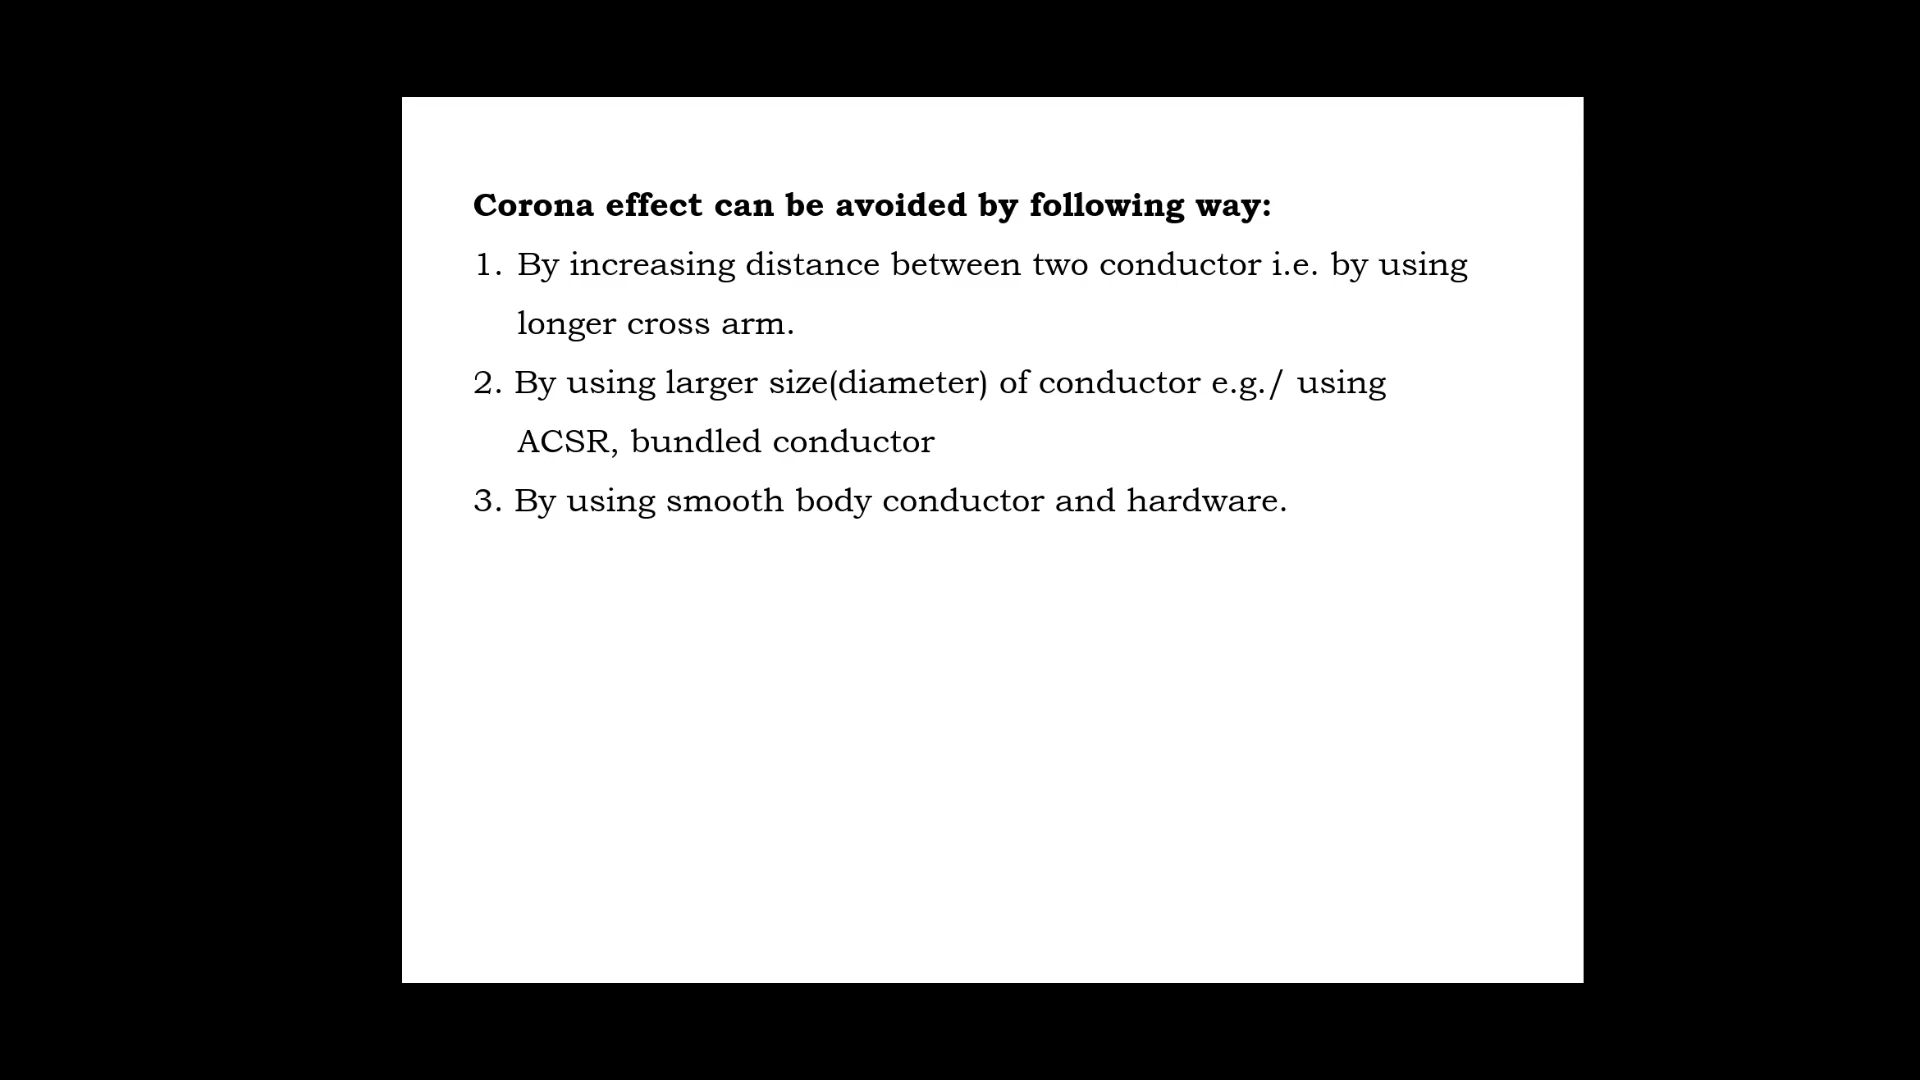 Corona effect can be avoided by following way:
1. By increasing distance between two conductor i.e. by using
longer cross arm.
2. By using larger size(diameter) of conductor e.g./ using
ACSR, bundled conductor
3. By using smooth body conductor and hardware.